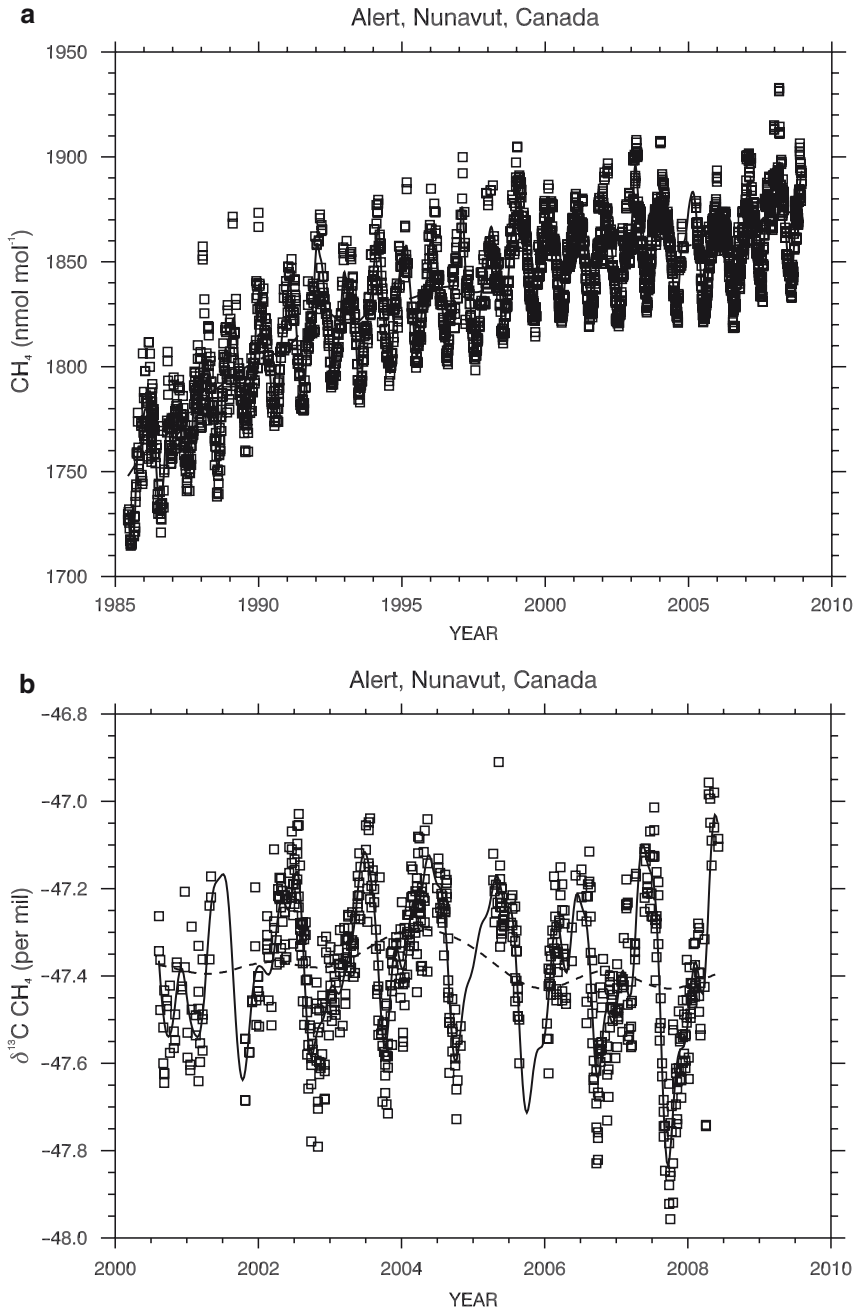 a
Alert, Nunavut, Canada
1950
1900
1850
1800
1750
1700
CH₄ (nmol mol⁻¹)
1985 1990 1995 2000 2005 2010
YEAR
b
Alert, Nunavut, Canada
−46.8
−47.0
−47.2
−47.4
−47.6
−47.8
−48.0
δ¹³C CH₄ (per mil)
2000 2002 2004 2006 2008 2010
YEAR